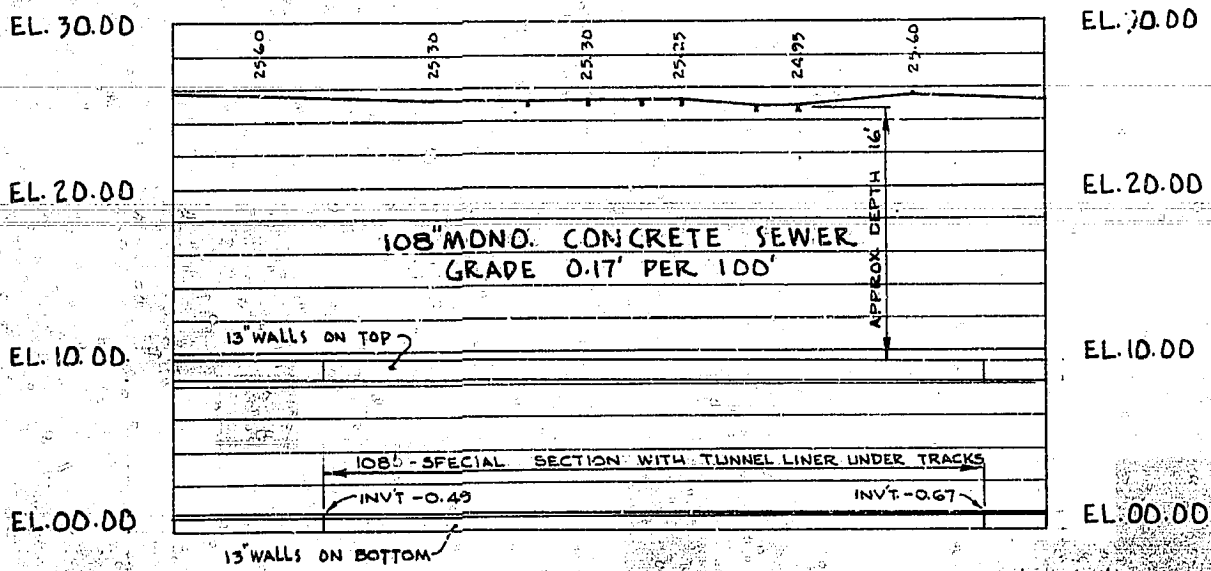 EL. 30.00
EL. 30.00
25.60
25.30
25.30
25.25
24.95
25.60
APPROX DEPTH 16'
EL. 20.00
EL. 20.00
108" MONO. CONCRETE SEWER
GRADE 0.17' PER 100'
13" WALLS ON TOP
EL. 10.00
EL. 10.00
108' - SPECIAL SECTION WITH TUNNEL LINER UNDER TRACKS
INV'T -0.49
INV'T -0.67
EL. 00.00
EL. 00.00
13" WALLS ON BOTTOM